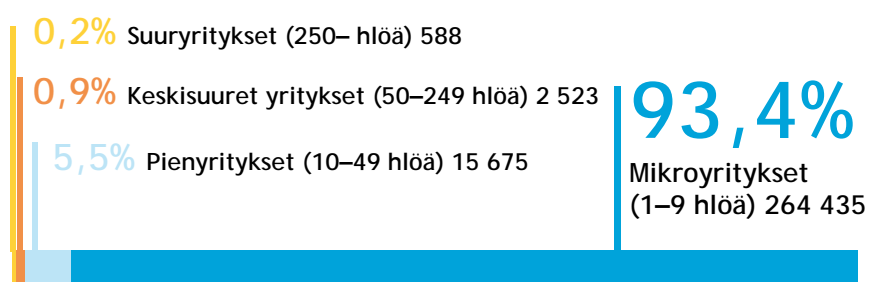 0,2% Suuryritykset (250– hlöä) 588
0,9% Keskisuuret yritykset (50–249 hlöä) 2 523
5,5% Pienyritykset (10–49 hlöä) 15 675
93,4%
Mikroyritykset
(1–9 hlöä) 264 435